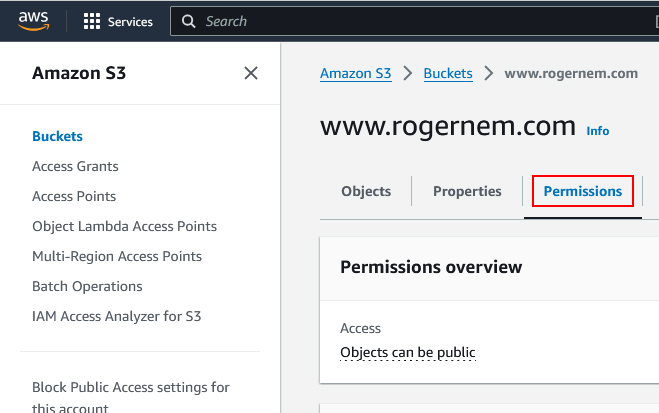 aws
Services
Search
Amazon S3
Buckets
Access Grants
Access Points
Object Lambda Access Points
Multi-Region Access Points
Batch Operations
IAM Access Analyzer for S3
Block Public Access settings for
this account
Amazon S3 > Buckets > www.rogernem.com
www.rogernem.com Info
Objects Properties Permissions
Permissions overview
Access
Objects can be public